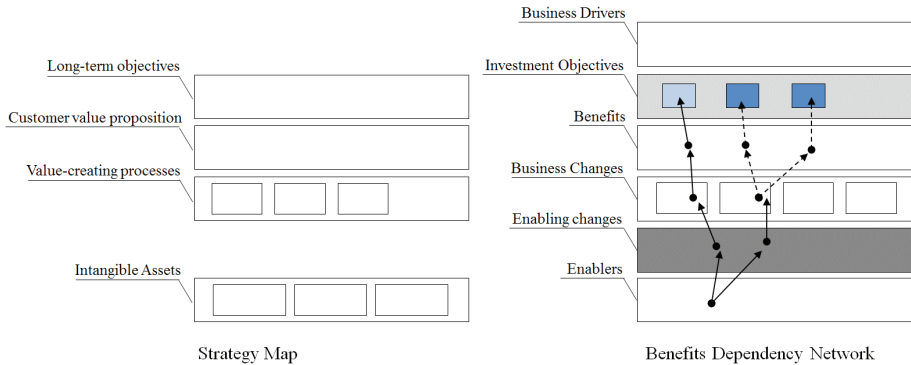 Business Drivers
Long-term objectives
Investment Objectives
Customer value proposition
Benefits
Value-creating processes
Business Changes
Enabling changes
Intangible Assets
Enablers
Strategy Map
Benefits Dependency Network